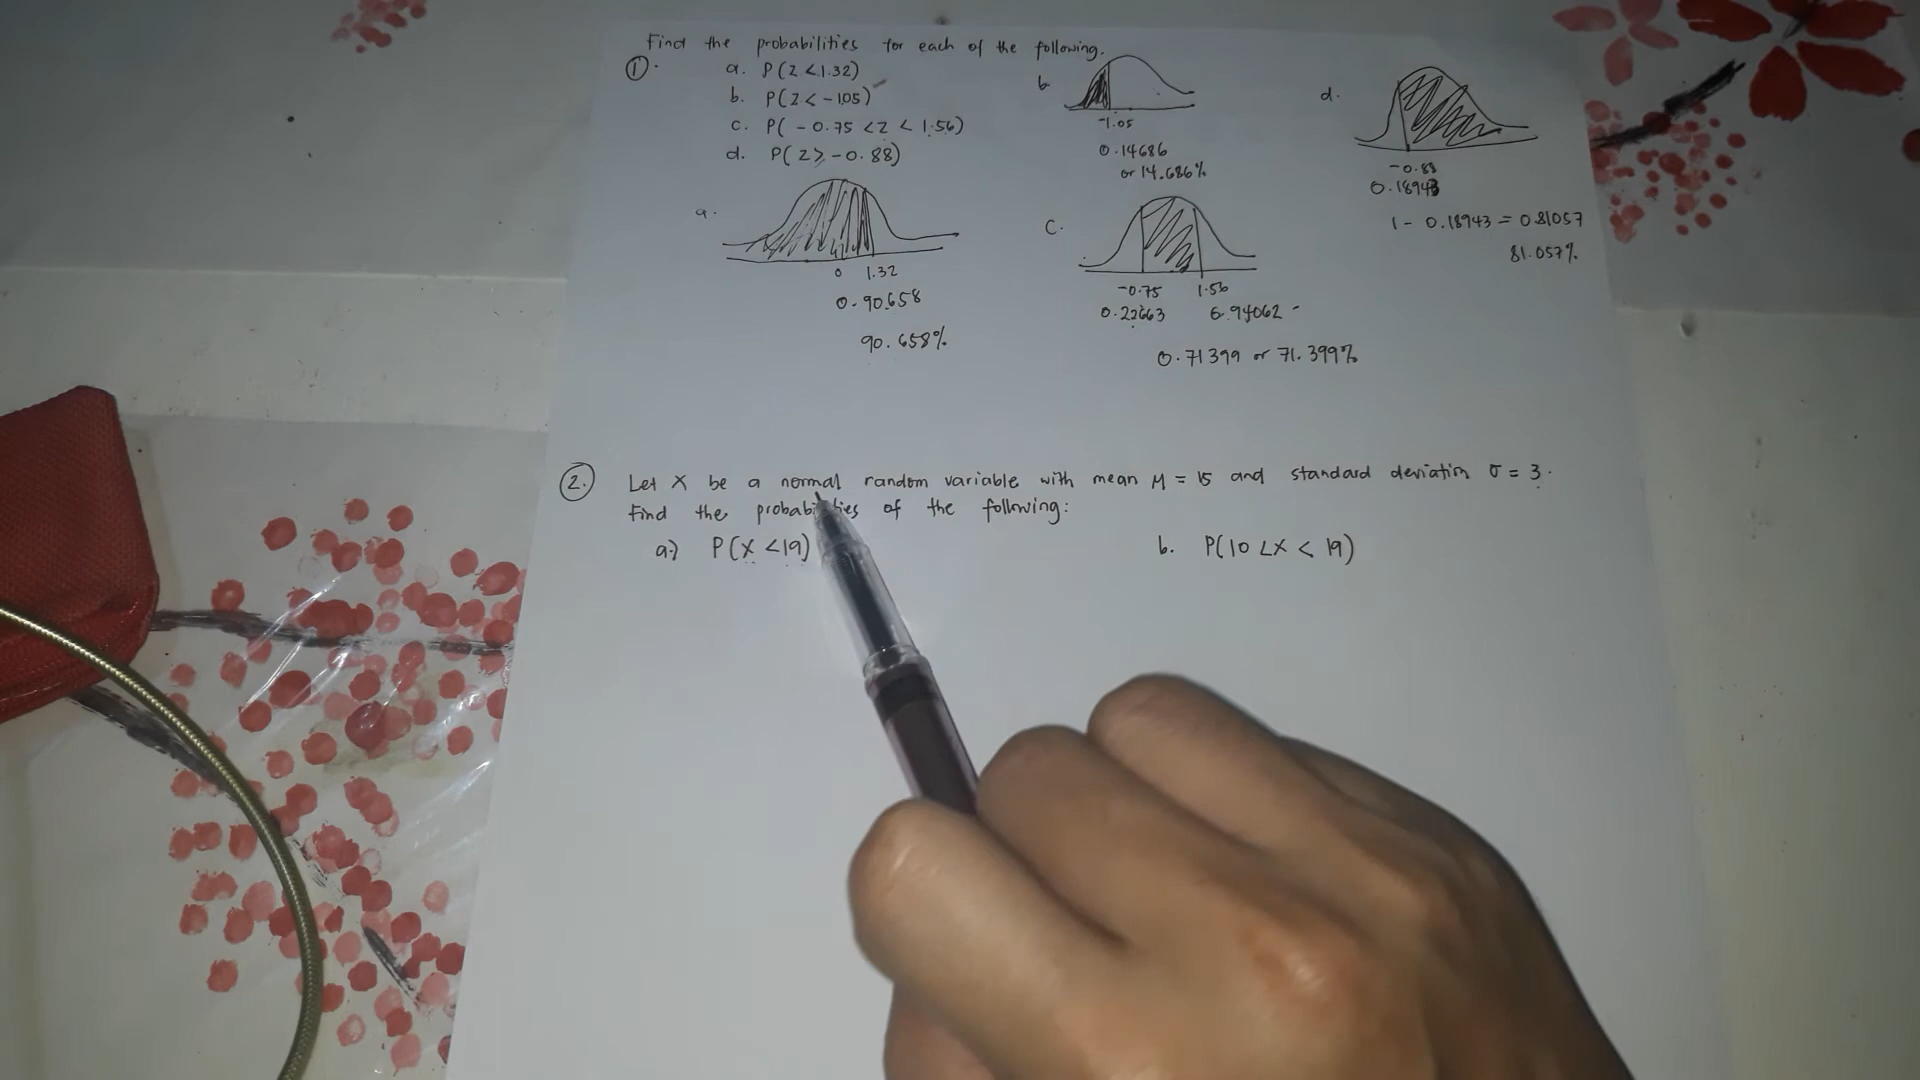 Find the probabilities for each of the following.
1.
a. P(Z < 1.32)
b. P(Z < -1.05)
c. P( -0.75 < Z < 1.56)
d. P( Z > -0.88)
a.
0 1.32
0.90658
90.658%
b
-1.05
0.14686
or 14.686%
c.
-0.75 1.56
0.22663 0.94062 -
0.71399 or 71.399%
d.
-0.88
0.18943
1 - 0.18943 = 0.81057
81.057%
2. Let X be a normal random variable with mean μ = 15 and standard deviation σ = 3.
Find the probabilities of the following:
a.) P(X < 19)
b. P(10 < X < 19)